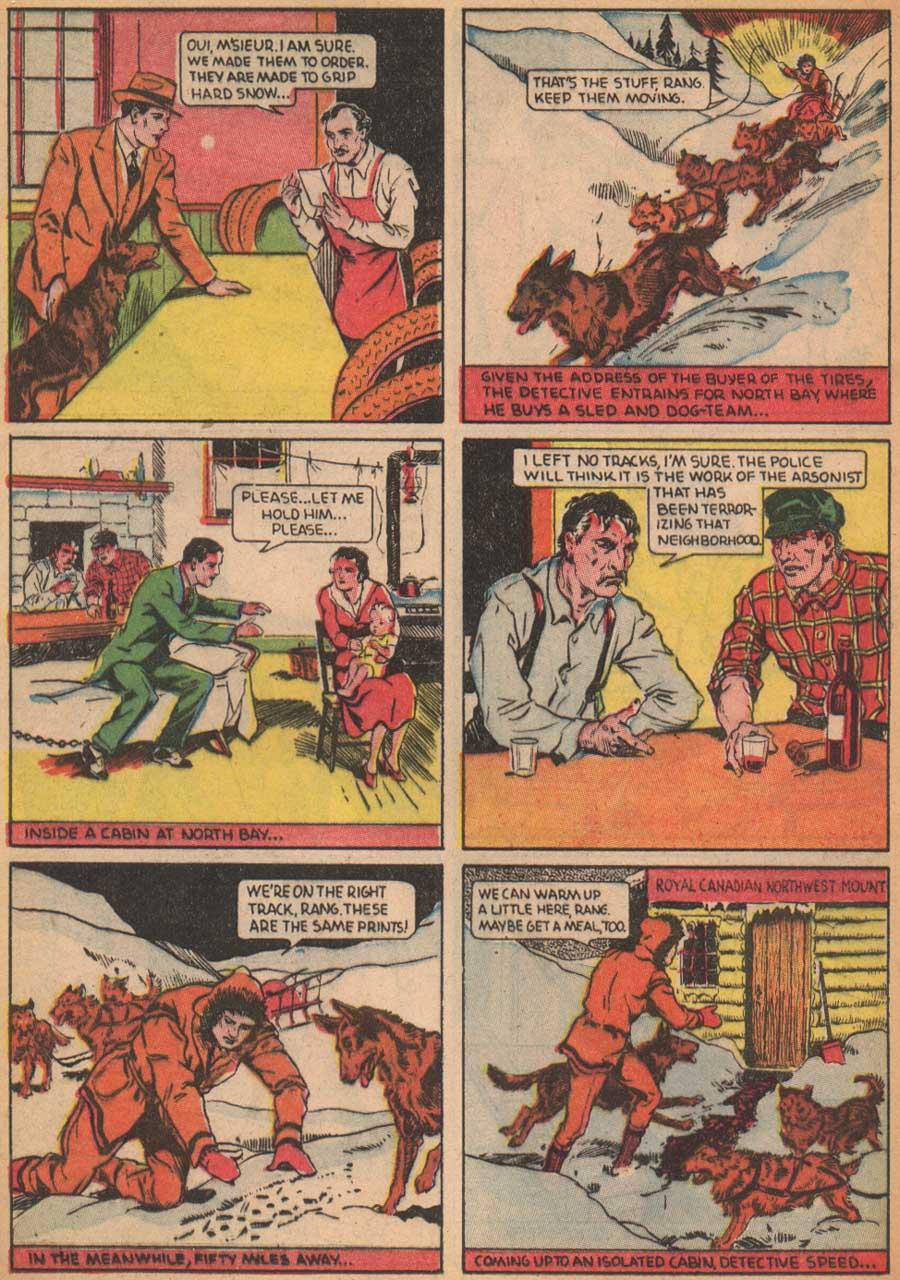 OUI, M'SIEUR. I AM SURE.
WE MADE THEM TO ORDER.
THEY ARE MADE TO GRIP
HARD SNOW...
THAT'S THE STUFF, RANG.
KEEP THEM MOVING.
GIVEN THE ADDRESS OF THE BUYER OF THE TIRES,
THE DETECTIVE ENTRAINS FOR NORTH BAY, WHERE
HE BUYS A SLED AND DOG-TEAM...
PLEASE...LET ME
HOLD HIM...
PLEASE...
INSIDE A CABIN AT NORTH BAY...
I LEFT NO TRACKS, I'M SURE. THE POLICE
WILL THINK IT IS THE WORK OF THE ARSONIST
THAT HAS
BEEN TERROR-
IZING THAT
NEIGHBORHOOD.
WE'RE ON THE RIGHT
TRACK, RANG. THESE
ARE THE SAME PRINTS!
IN THE MEANWHILE, FIFTY MILES AWAY...
WE CAN WARM UP
A LITTLE HERE, RANG.
MAYBE GET A MEAL, TOO.
ROYAL CANADIAN NORTHWEST MOUNT
COMING UP TO AN ISOLATED CABIN, DETECTIVE SPEED...